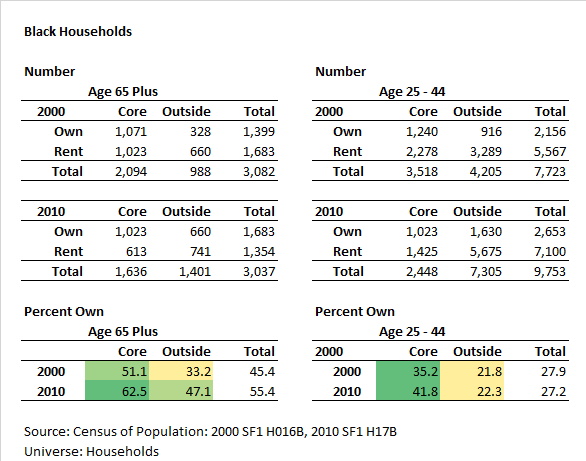 Black Households
Number Number
Age 65 Plus Age 25 - 44
2000 Core Outside Total 2000 Core Outside Total
Own 1,071 328 1,399 Own 1,240 916 2,156
Rent 1,023 660 1,683 Rent 2,278 3,289 5,567
Total 2,094 988 3,082 Total 3,518 4,205 7,723
2010 Core Outside Total 2010 Core Outside Total
Own 1,023 660 1,683 Own 1,023 1,630 2,653
Rent 613 741 1,354 Rent 1,425 5,675 7,100
Total 1,636 1,401 3,037 Total 2,448 7,305 9,753
Percent Own Percent Own
Age 65 Plus Age 25 - 44
Core Outside Total 2000 Core Outside Total
2000 51.1 33.2 45.4 2000 35.2 21.8 27.9
2010 62.5 47.1 55.4 2010 41.8 22.3 27.2
Source: Census of Population: 2000 SF1 H016B, 2010 SF1 H17B
Universe: Households